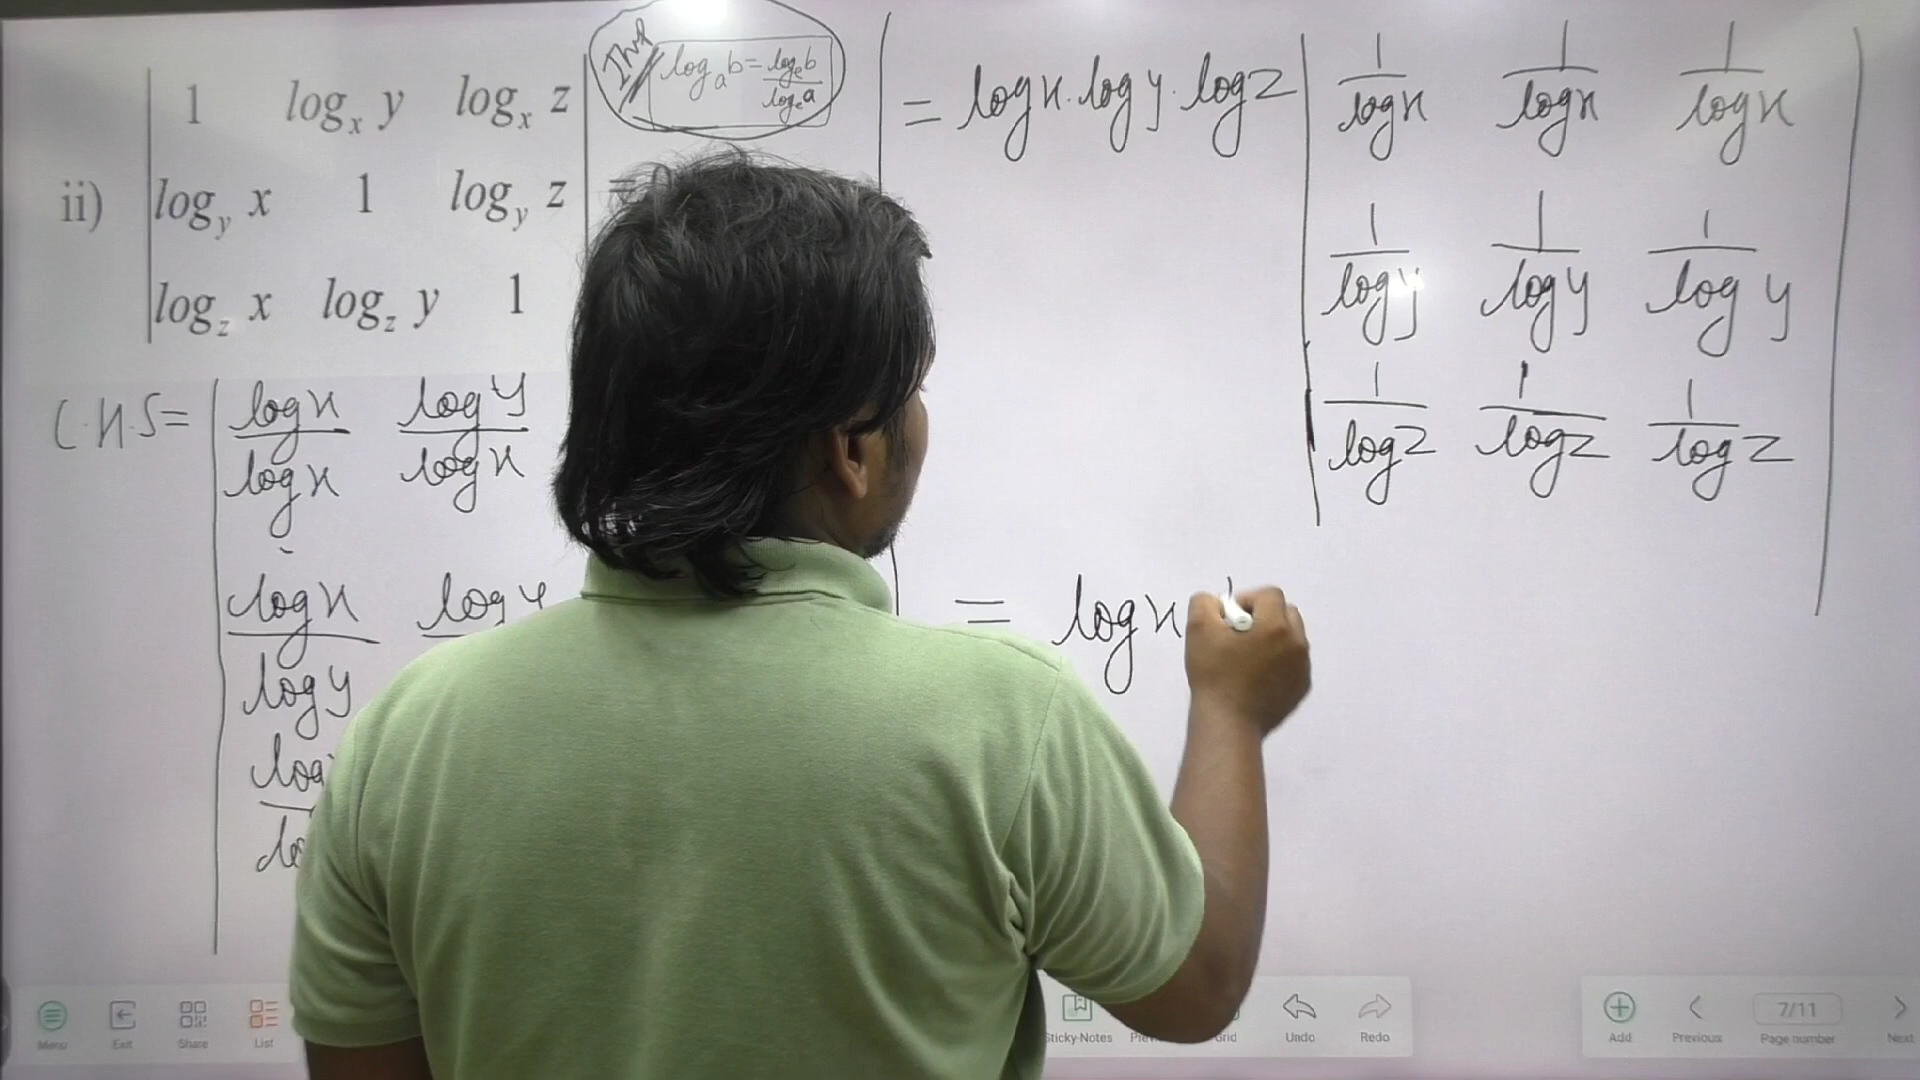 1 log_x y log_x z
Imp log_a b = log_e b / log_e a
ii) log_y x 1 log_y z =
log_z x log_z y 1
L.H.S = log x / log x log y / log x
log x / log y log y
= log x . log y . log z 1/log x 1/log x 1/log x
1/log y 1/log y 1/log y
1/log z 1/log z 1/log z
= log x
Menu Exit Share List Sticky-Notes Undo Redo Add Previous 7/11 Page number Next